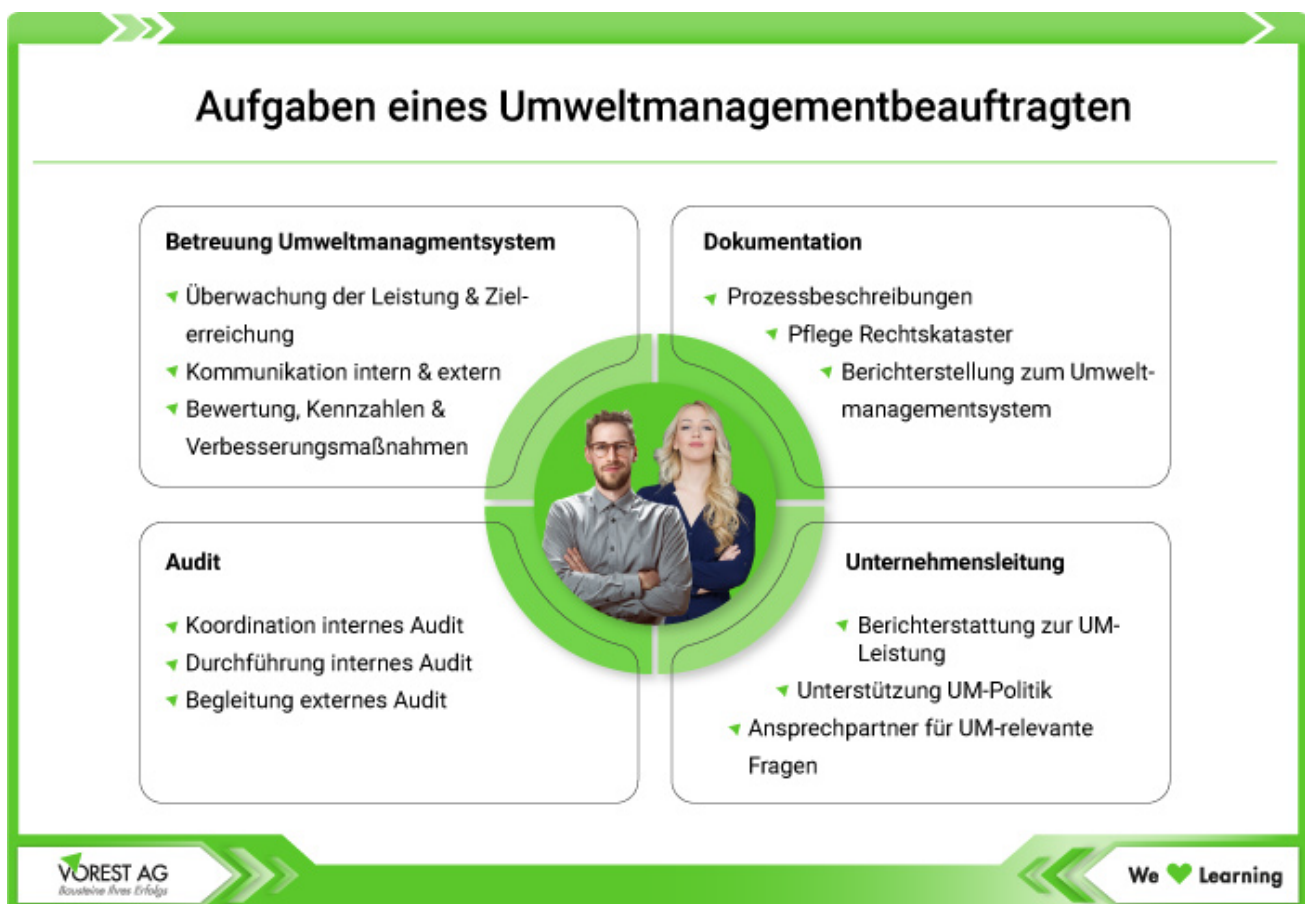 Aufgaben eines Umweltmanagementbeauftragten
Betreuung Umweltmanagmentsystem
Überwachung der Leistung & Ziel-
erreichung
Kommunikation intern & extern
Bewertung, Kennzahlen &
Verbesserungsmaßnahmen
Dokumentation
Prozessbeschreibungen
Pflege Rechtskataster
Berichterstellung zum Umwelt-
managementsystem
Audit
Koordination internes Audit
Durchführung internes Audit
Begleitung externes Audit
Unternehmensleitung
Berichterstattung zur UM-
Leistung
Unterstützung UM-Politik
Ansprechpartner für UM-relevante
Fragen
VOREST AG
Bausteine Ihres Erfolgs
We Learning